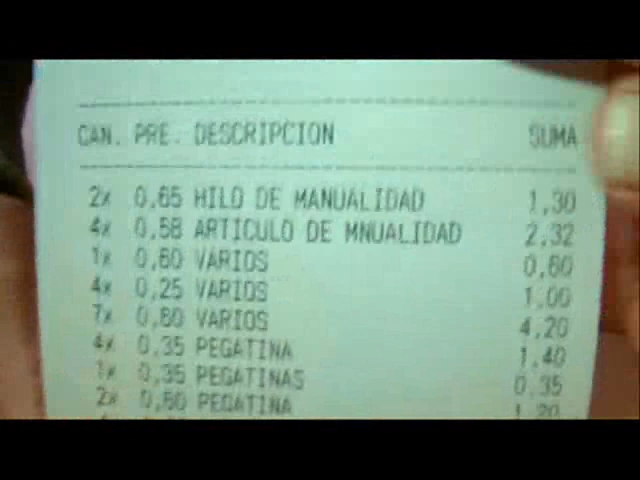 CAN. PRE. DESCRIPCION SUMA
2x 0,65 HILO DE MANUALIDAD 1,30
4x 0,58 ARTICULO DE MNUALIDAD 2,32
1x 0,60 VARIOS 0,60
4x 0,25 VARIOS 1,00
7x 0,60 VARIOS 4,20
4x 0,35 PEGATINA 1,40
1x 0,35 PEGATINAS 0,35
2x 0,60 PEGATINA 1,20